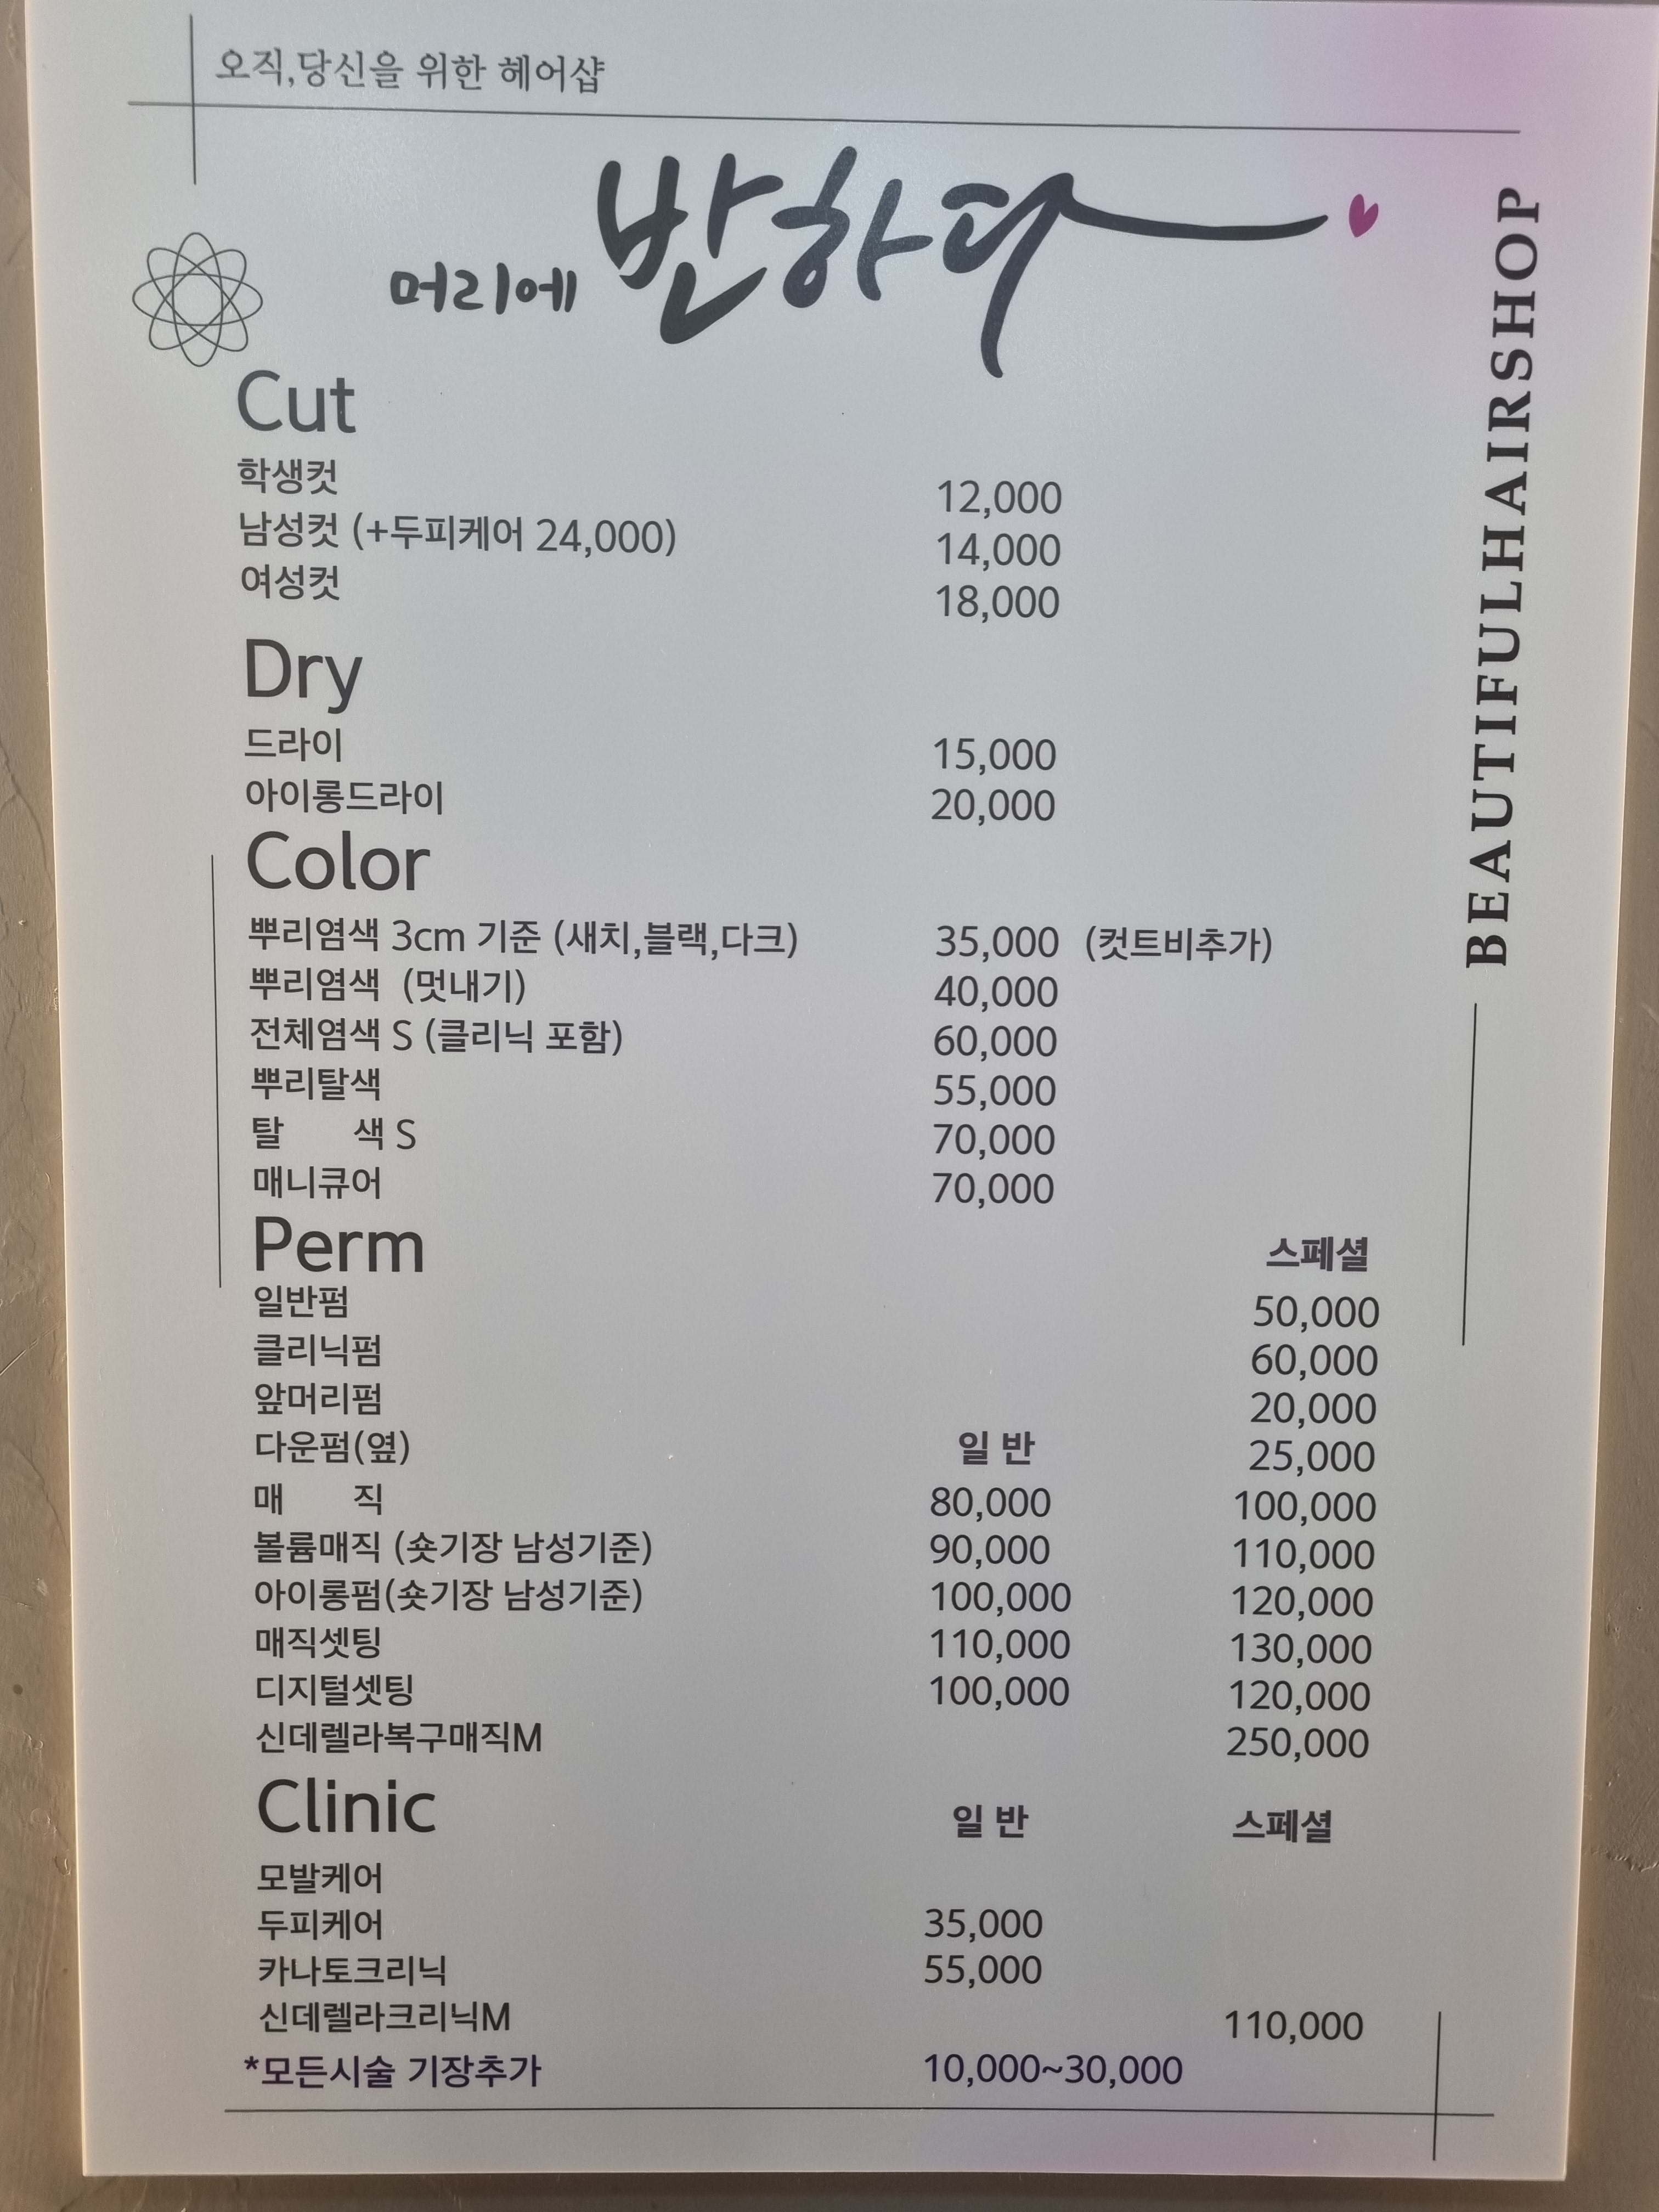 오직,당신을 위한 헤어샵
머리에 반하다
BEAUTIFULHAIRSHOP
Cut
학생컷 12,000
남성컷 (+두피케어 24,000) 14,000
여성컷 18,000
Dry
드라이 15,000
아이롱드라이 20,000
Color
뿌리염색 3cm 기준 (새치,블랙,다크) 35,000 (컷트비추가)
뿌리염색 (멋내기) 40,000
전체염색 S (클리닉 포함) 60,000
뿌리탈색 55,000
탈 색 S 70,000
매니큐어 70,000
Perm 스페셜
일반펌 50,000
클리닉펌 60,000
앞머리펌 20,000
다운펌(옆) 일 반 25,000
매 직 80,000 100,000
볼륨매직 (숏기장 남성기준) 90,000 110,000
아이롱펌(숏기장 남성기준) 100,000 120,000
매직셋팅 110,000 130,000
디지털셋팅 100,000 120,000
신데렐라복구매직M 250,000
Clinic 일 반 스페셜
모발케어
두피케어 35,000
카나토크리닉 55,000
신데렐라크리닉M 110,000
*모든시술 기장추가 10,000~30,000